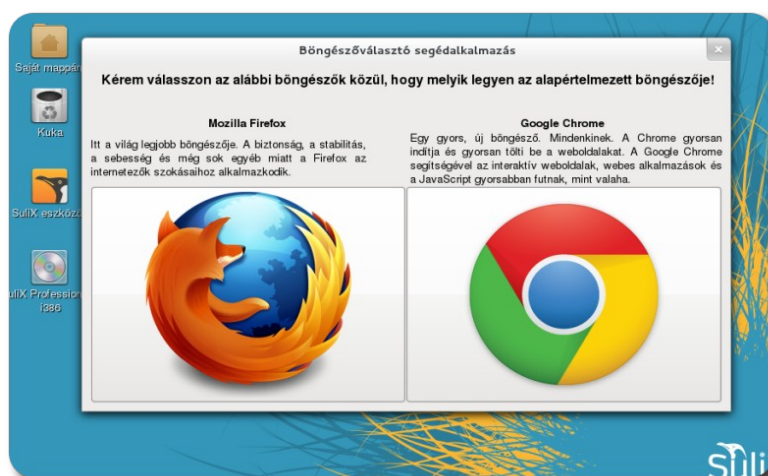 Böngészőválasztó segédalkalmazás
Kérem válasszon az alábbi böngészők közül, hogy melyik legyen az alapértelmezett böngészője!
Mozilla Firefox
Itt a világ legjobb böngészője. A biztonság, a stabilitás,
a sebesség és még sok egyéb miatt a Firefox az
internetezők szokásaihoz alkalmazkodik.
Google Chrome
Egy gyors, új böngésző. Mindenkinek. A Chrome gyorsan
indítja és gyorsan tölti be a weboldalakat. A Google Chrome
segítségével az interaktív weboldalak, webes alkalmazások és
a JavaScript gyorsabban futnak, mint valaha.
Saját mappán
Kuka
SuliX eszközö
uliX Profession
i386
Suli